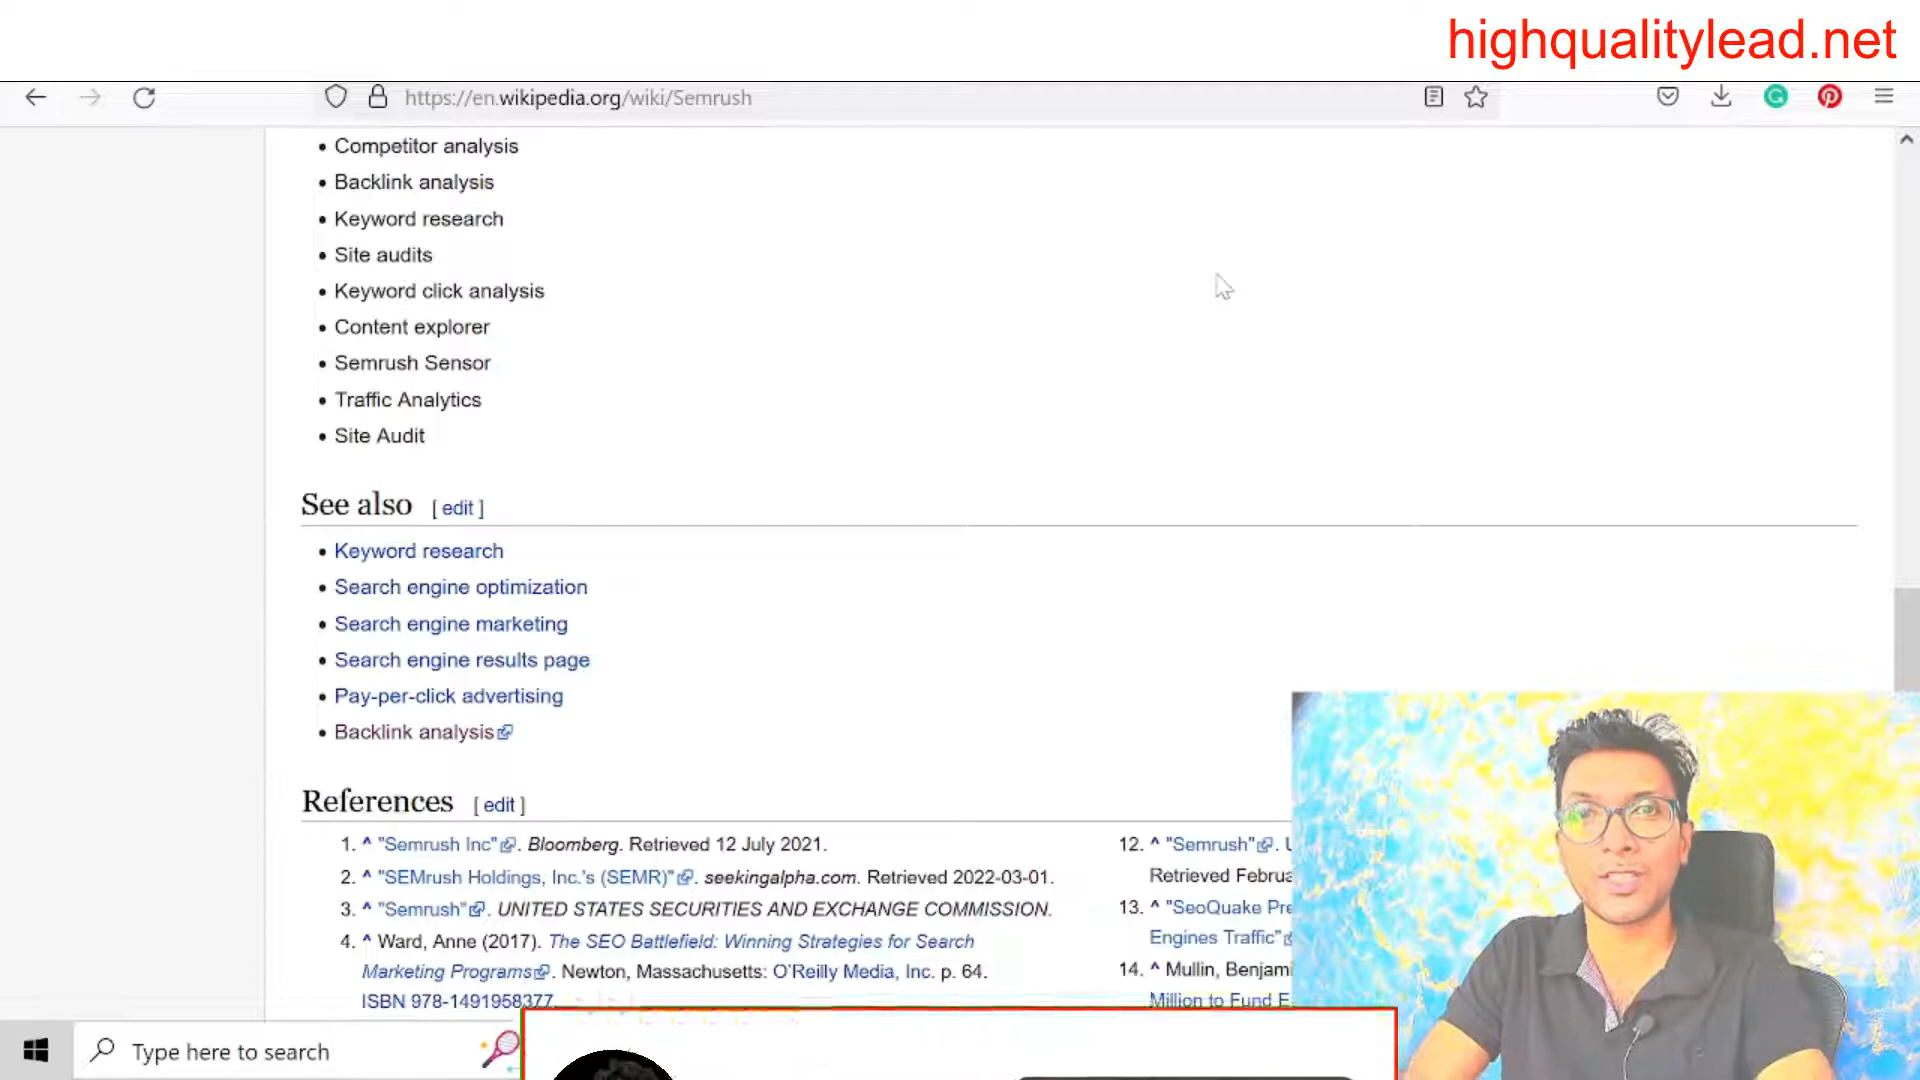 highqualitylead.net
https://en.wikipedia.org/wiki/Semrush
Competitor analysis
Backlink analysis
Keyword research
Site audits
Keyword click analysis
Content explorer
Semrush Sensor
Traffic Analytics
Site Audit
See also [ edit ]
Keyword research
Search engine optimization
Search engine marketing
Search engine results page
Pay-per-click advertising
Backlink analysis
References [ edit ]
1. ^ "Semrush Inc". Bloomberg. Retrieved 12 July 2021.
2. ^ "SEMrush Holdings, Inc.'s (SEMR)". seekingalpha.com. Retrieved 2022-03-01.
3. ^ "Semrush". UNITED STATES SECURITIES AND EXCHANGE COMMISSION.
4. ^ Ward, Anne (2017). The SEO Battlefield: Winning Strategies for Search
Marketing Programs. Newton, Massachusetts: O'Reilly Media, Inc. p. 64.
ISBN 978-1491958377.
12. ^ "Semrush".
Retrieved
13. ^ "SeoQuake
Engines Traffic"
14. ^ Mullin,
Million to Fund
Type here to search